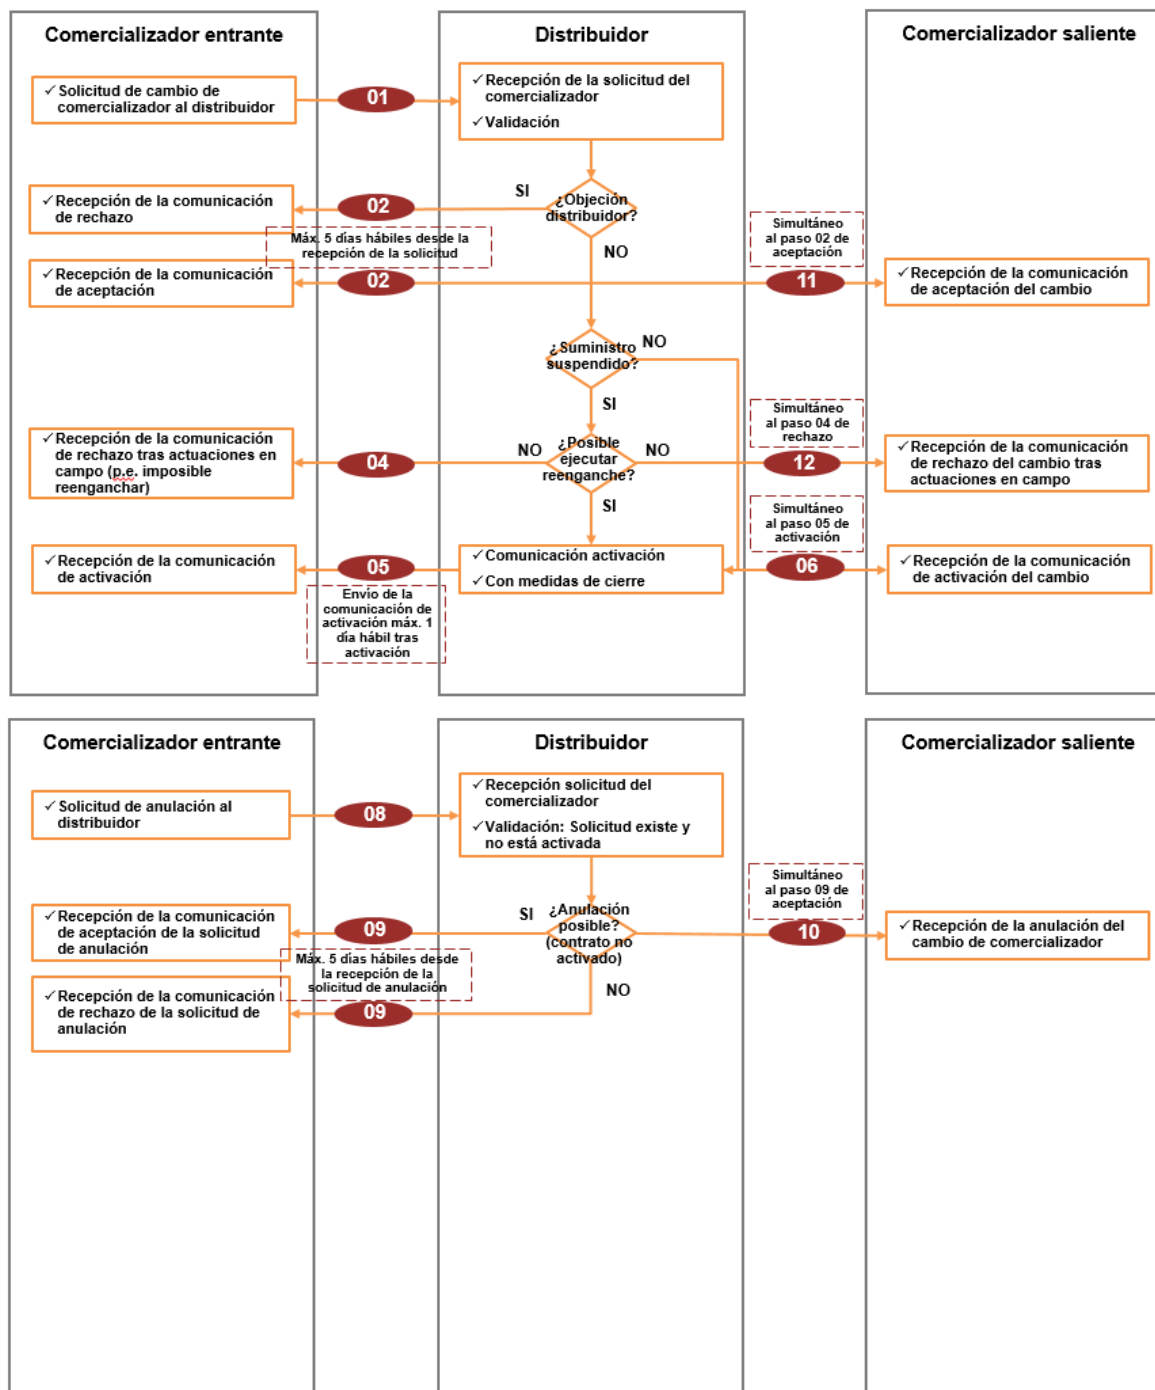 Comercializador entrante
Distribuidor
Comercializador saliente
✓ Solicitud de cambio de
comercializador al distribuidor
01
✓ Recepción de la solicitud del
comercializador
✓ Validación
SI
¿Objeción
distribuidor?
✓ Recepción de la comunicación
de rechazo
02
Máx. 5 días hábiles desde la
recepción de la solicitud
NO
Simultáneo
al paso 02 de
aceptación
✓ Recepción de la comunicación
de aceptación
02
11
✓ Recepción de la comunicación
de aceptación del cambio
¿Suministro
suspendido?
NO
SI
Simultáneo
al paso 04 de
rechazo
✓ Recepción de la comunicación
de rechazo tras actuaciones en
campo (p.e. imposible
reenganchar)
04
NO
¿Posible
ejecutar
reenganche?
NO
12
✓ Recepción de la comunicación
de rechazo del cambio tras
actuaciones en campo
SI
Simultáneo
al paso 05 de
activación
✓ Recepción de la comunicación
de activación
05
✓ Comunicación activación
✓ Con medidas de cierre
06
✓ Recepción de la comunicación
de activación del cambio
Envío de la
comunicación de
activación máx. 1
día hábil tras
activación
Comercializador entrante
Distribuidor
Comercializador saliente
✓ Solicitud de anulación al
distribuidor
08
✓ Recepción solicitud del
comercializador
✓ Validación: Solicitud existe y
no está activada
Simultáneo
al paso 09 de
aceptación
✓ Recepción de la comunicación
de aceptación de la solicitud
de anulación
09
SI
¿Anulación
posible?
(contrato no
activado)
10
✓ Recepción de la anulación del
cambio de comercializador
Máx. 5 días hábiles desde
la recepción de la
solicitud de anulación
NO
✓ Recepción de la comunicación
de rechazo de la solicitud de
anulación
09